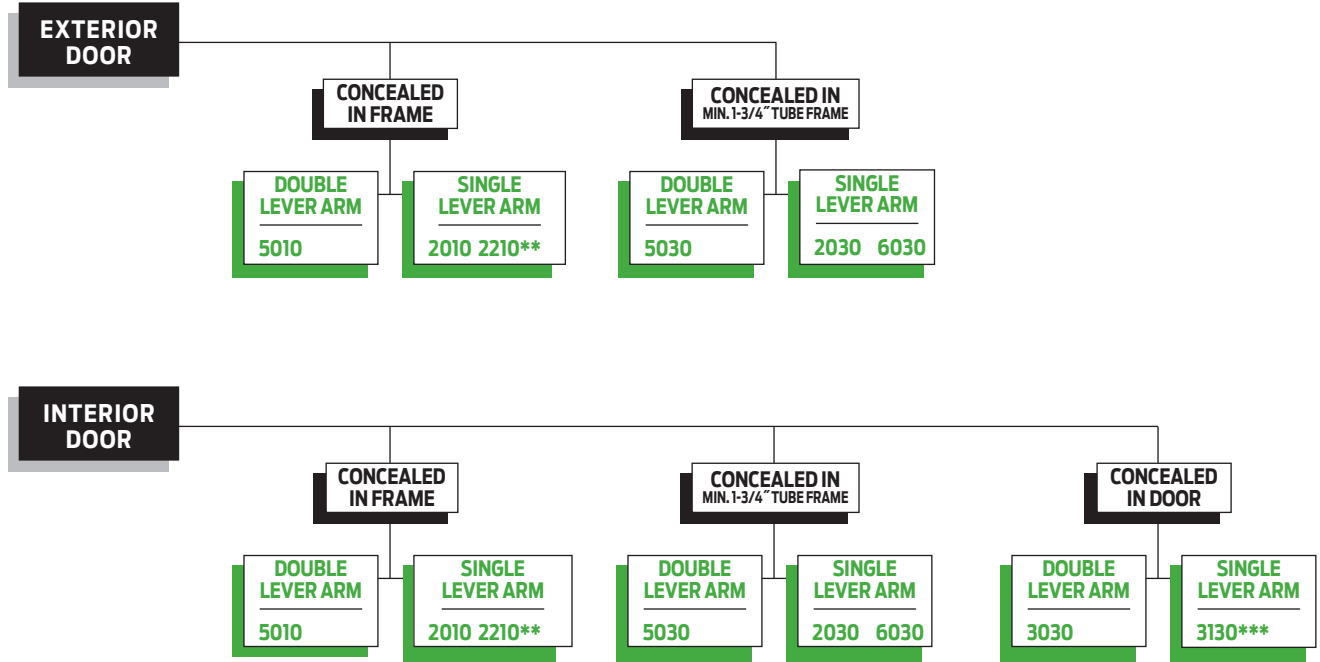 EXTERIOR
DOOR
CONCEALED
IN FRAME
CONCEALED IN
MIN. 1-3/4˝ TUBE FRAME
DOUBLE
LEVER ARM
5010
SINGLE
LEVER ARM
2010 2210**
DOUBLE
LEVER ARM
5030
SINGLE
LEVER ARM
2030 6030
INTERIOR
DOOR
CONCEALED
IN FRAME
CONCEALED IN
MIN. 1-3/4˝ TUBE FRAME
CONCEALED
IN DOOR
DOUBLE
LEVER ARM
5010
SINGLE
LEVER ARM
2010 2210**
DOUBLE
LEVER ARM
5030
SINGLE
LEVER ARM
2030 6030
DOUBLE
LEVER ARM
3030
SINGLE
LEVER ARM
3130***